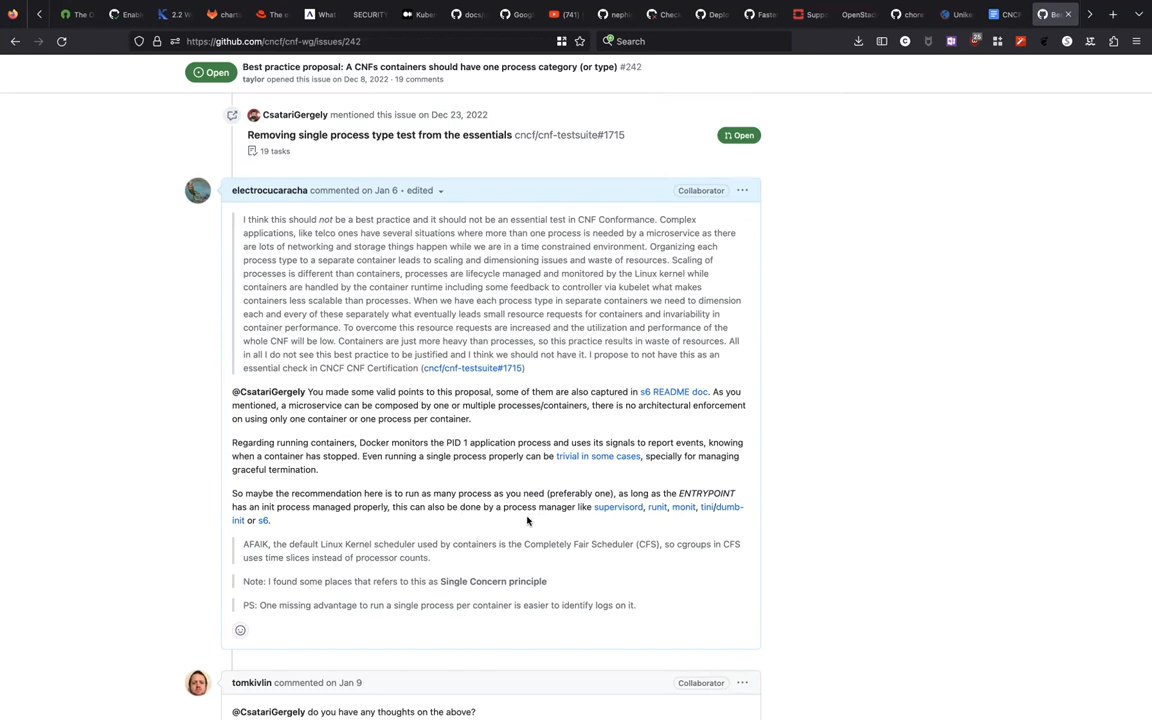 The O
Enabl
2.2 W
charts
The e
What
SECURITY
Kuber
docs/
Googl
(741)
nephi
Check
Deplo
Faster
Suppo
OpenStack
chore
Unike
CNCF
Bes
https://github.com/cncf/cnf-wg/issues/242
Search
Open
Best practice proposal: A CNFs containers should have one process category (or type) #242
taylor opened this issue on Dec 8, 2022 · 19 comments
CsatariGergely mentioned this issue on Dec 23, 2022
Removing single process type test from the essentials cncf/cnf-testsuite#1715
Open
19 tasks
electrocucaracha commented on Jan 6 • edited
Collaborator
I think this should not be a best practice and it should not be an essential test in CNF Conformance. Complex
applications, like telco ones have several situations where more than one process is needed by a microservice as there
are lots of networking and storage things happen while we are in a time constrained environment. Organizing each
process type to a separate container leads to scaling and dimensioning issues and waste of resources. Scaling of
processes is different than containers, processes are lifecycle managed and monitored by the Linux kernel while
containers are handled by the container runtime including some feedback to controller via kubelet what makes
containers less scalable than processes. When we have each process type in separate containers we need to dimension
each and every of these separately what eventually leads small resource requests for containers and invariability in
container performance. To overcome this resource requests are increased and the utilization and performance of the
whole CNF will be low. Containers are just more heavy than processes, so this practice results in waste of resources. All
in all I do not see this best practice to be justified and I think we should not have it. I propose to not have this as an
essential check in CNCF CNF Certification (cncf/cnf-testsuite#1715)
@CsatariGergely You made some valid points to this proposal, some of them are also captured in s6 README doc. As you
mentioned, a microservice can be composed by one or multiple processes/containers, there is no architectural enforcement
on using only one container or one process per container.
Regarding running containers, Docker monitors the PID 1 application process and uses its signals to report events, knowing
when a container has stopped. Even running a single process properly can be trivial in some cases, specially for managing
graceful termination.
So maybe the recommendation here is to run as many process as you need (preferably one), as long as the ENTRYPOINT
has an init process managed properly, this can also be done by a process manager like supervisord, runit, monit, tini/dumb-
init or s6.
AFAIK, the default Linux Kernel scheduler used by containers is the Completely Fair Scheduler (CFS), so cgroups in CFS
uses time slices instead of processor counts.
Note: I found some places that refers to this as Single Concern principle
PS: One missing advantage to run a single process per container is easier to identify logs on it.
tomkivlin commented on Jan 9
Collaborator
@CsatariGergely do you have any thoughts on the above?